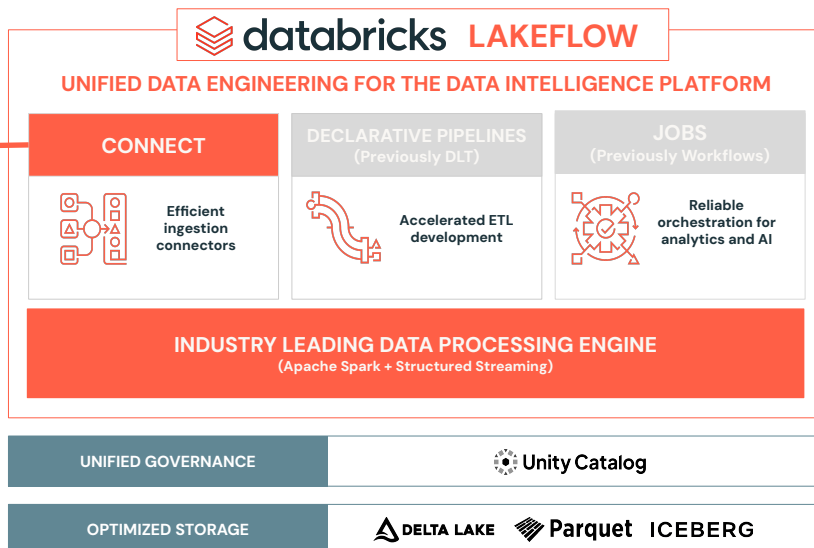 databricks LAKEFLOW
UNIFIED DATA ENGINEERING FOR THE DATA INTELLIGENCE PLATFORM
CONNECT
Efficient
ingestion
connectors
DECLARATIVE PIPELINES
(Previously DLT)
Accelerated ETL
development
JOBS
(Previously Workflows)
Reliable
orchestration for
analytics and AI
INDUSTRY LEADING DATA PROCESSING ENGINE
(Apache Spark + Structured Streaming)
UNIFIED GOVERNANCE
Unity Catalog
OPTIMIZED STORAGE
DELTA LAKE Parquet ICEBERG